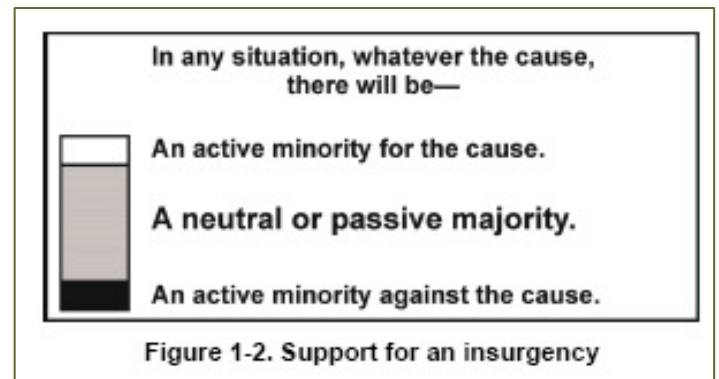 In any situation, whatever the cause,
there will be—
An active minority for the cause.
A neutral or passive majority.
An active minority against the cause.
Figure 1-2. Support for an insurgency